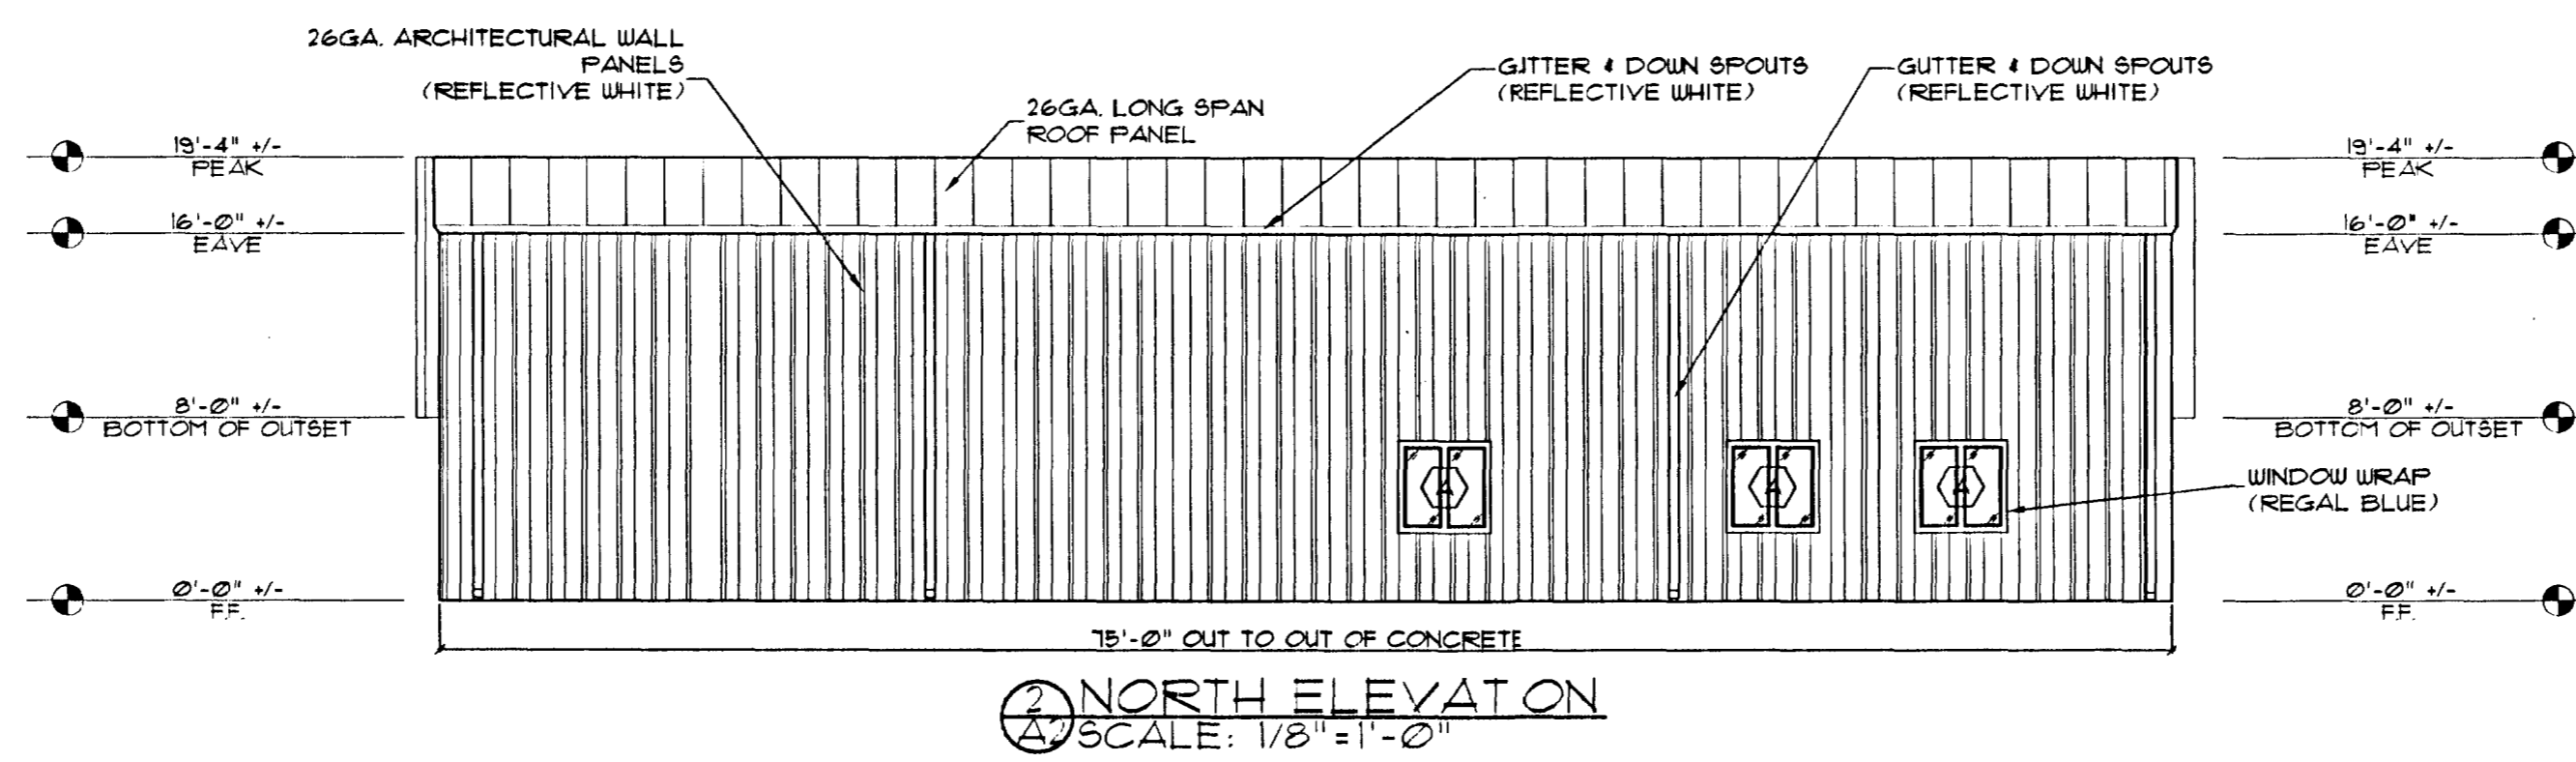 26GA. ARCHITECTURAL WALL
PANELS
(REFLECTIVE WHITE)
26GA. LONG SPAN
ROOF PANEL
GUTTER & DOWN SPOUTS
(REFLECTIVE WHITE)
GUTTER & DOWN SPOUTS
(REFLECTIVE WHITE)
19'-4" +/-
PEAK
16'-0" +/-
EAVE
8'-0" +/-
BOTTOM OF OUTSET
0'-0" +/-
F.F.
19'-4" +/-
PEAK
16'-0" +/-
EAVE
8'-0" +/-
BOTTOM OF OUTSET
0'-0" +/-
F.F.
A
A
A
WINDOW WRAP
(REGAL BLUE)
75'-0" OUT TO OUT OF CONCRETE
2
A2
NORTH ELEVAT ON
SCALE: 1/8"=1'-0"